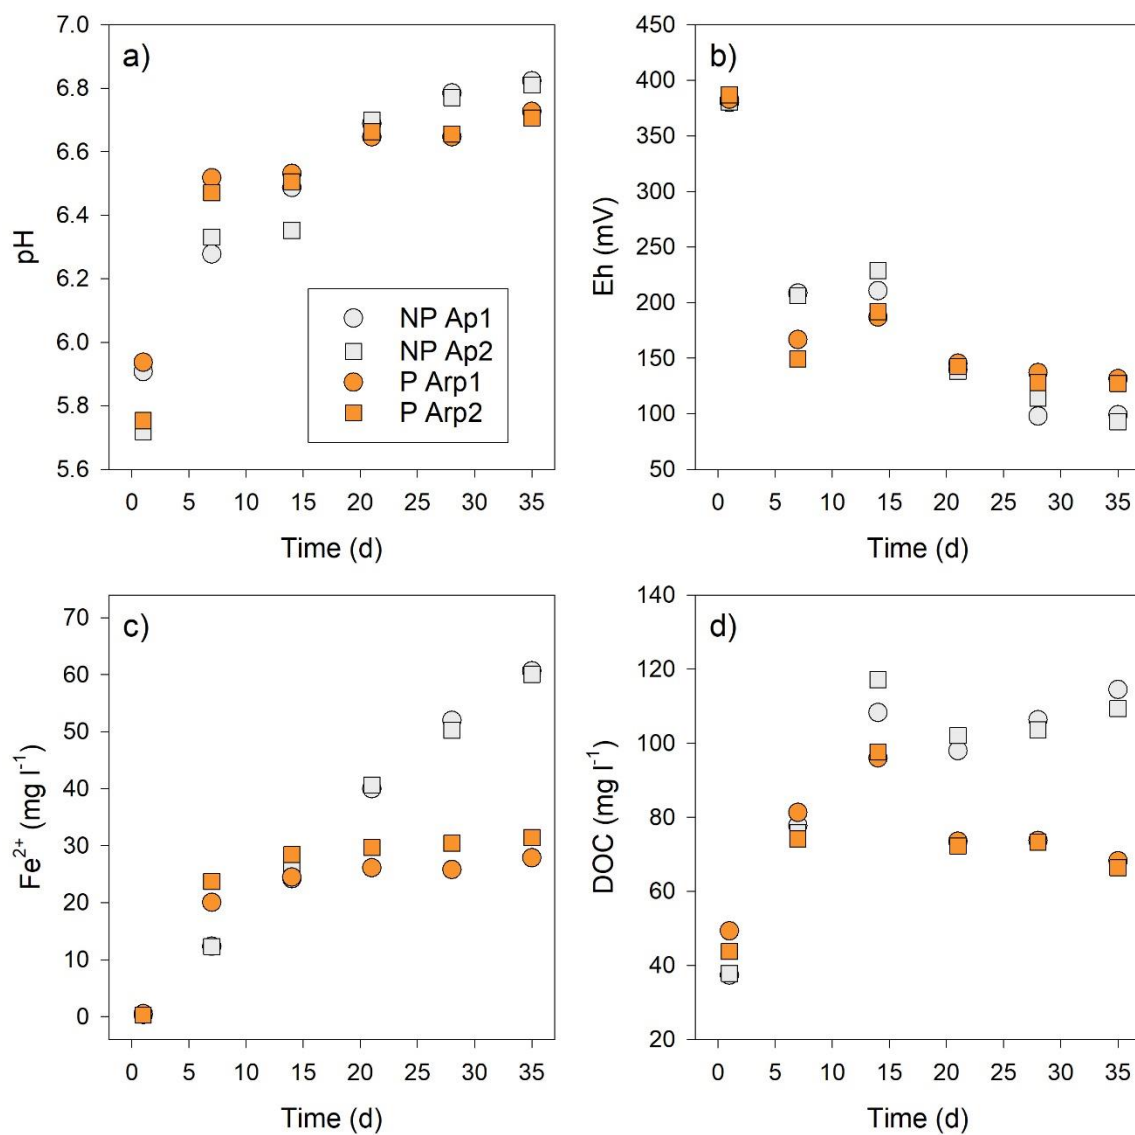 a)
7.0
6.8
6.6
6.4
6.2
6.0
5.8
5.6
pH
NP Ap1
NP Ap2
P Arp1
P Arp2
0 5 10 15 20 25 30 35
Time (d)
b)
450
400
350
300
250
200
150
100
50
Eh (mV)
0 5 10 15 20 25 30 35
Time (d)
c)
70
60
50
40
30
20
10
0
Fe²⁺ (mg l⁻¹)
0 5 10 15 20 25 30 35
Time (d)
d)
140
120
100
80
60
40
20
DOC (mg l⁻¹)
0 5 10 15 20 25 30 35
Time (d)